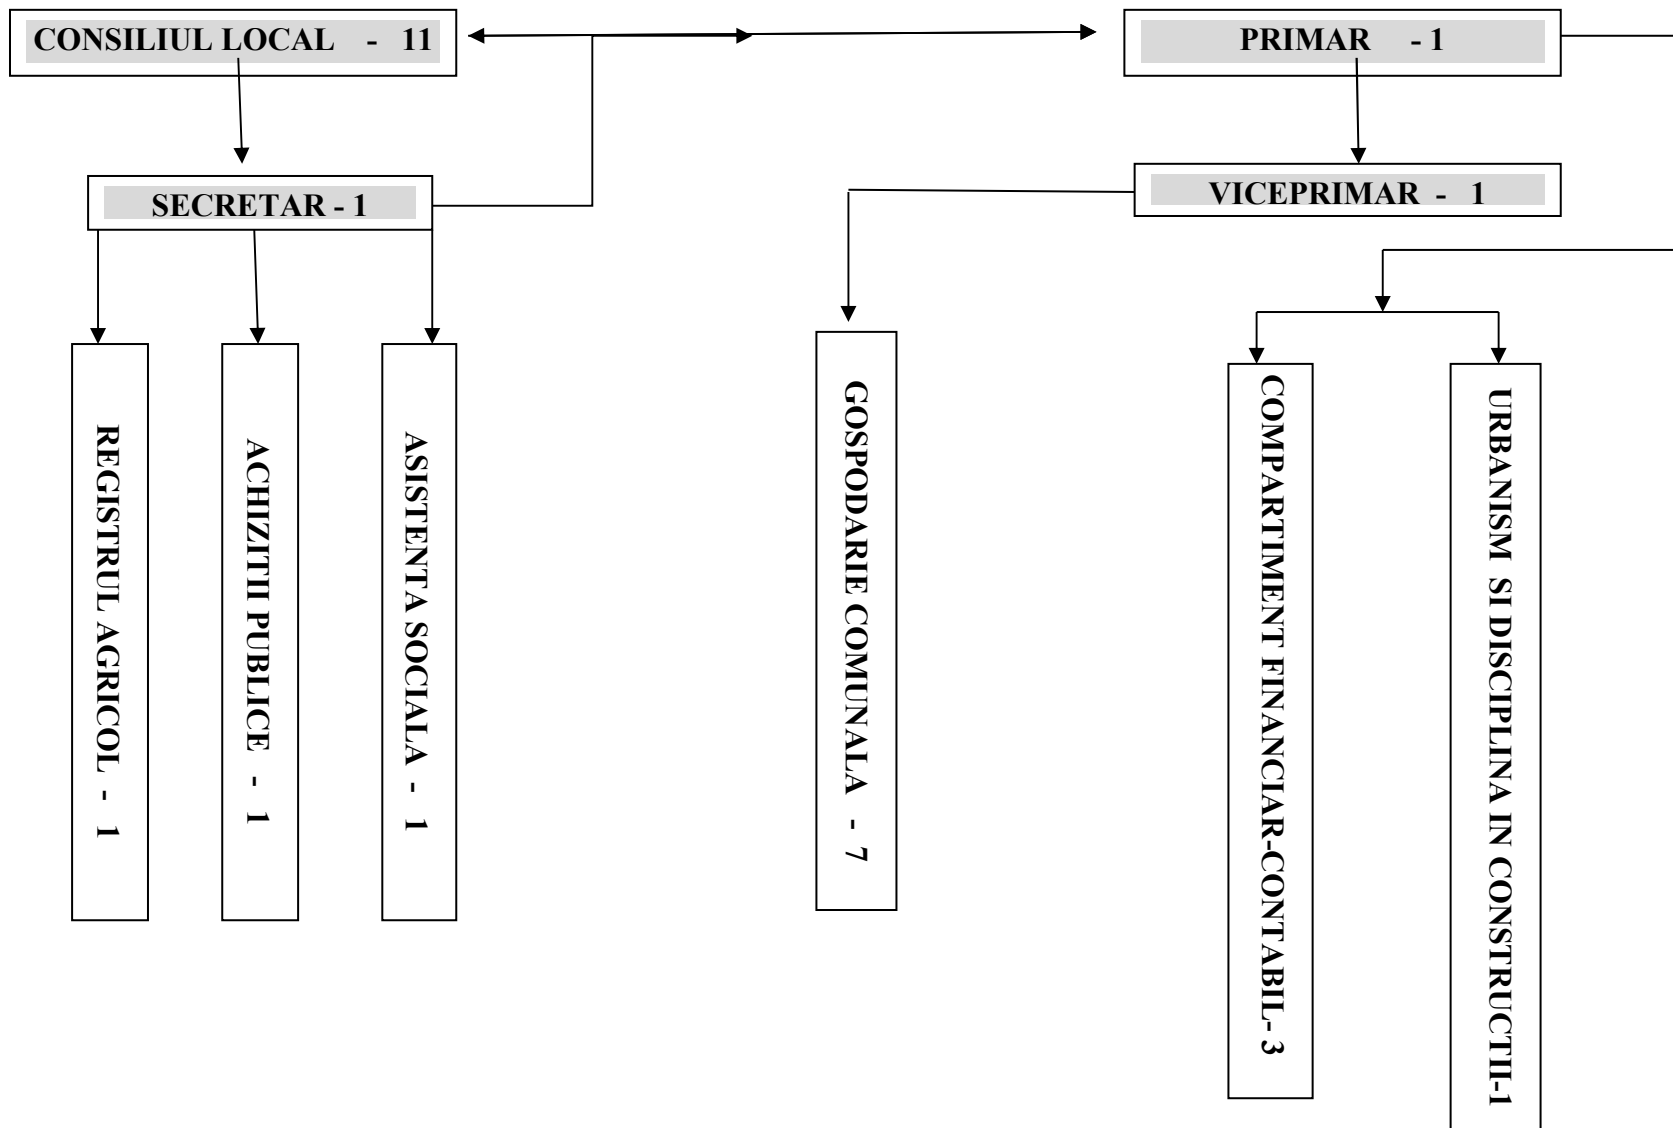 CONSILIUL LOCAL - 11
PRIMAR - 1
SECRETAR - 1
VICEPRIMAR - 1
REGISTRUL AGRICOL - 1
ACHIZITII PUBLICE - 1
ASISTENTA SOCIALA - 1
GOSPODARIE COMUNALA - 7
COMPARTIMENT FINANCIAR-CONTABIL- 3
URBANISM SI DISCIPLINA IN CONSTRUCTII-1